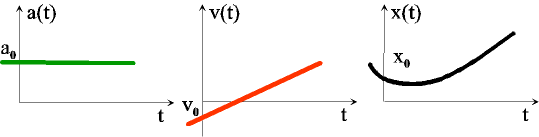 a(t)
a₀
t
v(t)
v₀
t
x(t)
x₀
t